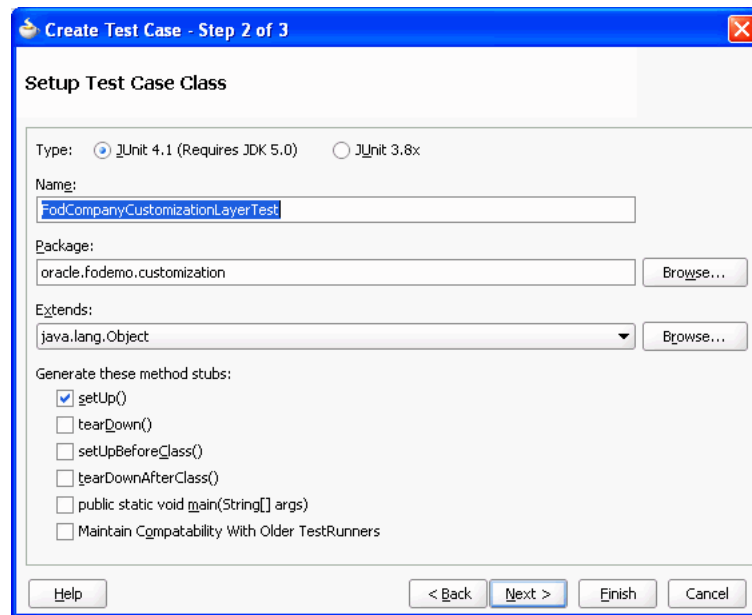 Create Test Case - Step 2 of 3
Setup Test Case Class
Type: JUnit 4.1 (Requires JDK 5.0) JUnit 3.8x
Name:
FodCompanyCustomizationLayerTest
Package:
oracle.fodemo.customization Browse...
Extends:
java.lang.Object Browse...
Generate these method stubs:
setUp()
tearDown()
setUpBeforeClass()
tearDownAfterClass()
public static void main(String[] args)
Maintain Compatability With Older TestRunners
Help < Back Next > Finish Cancel